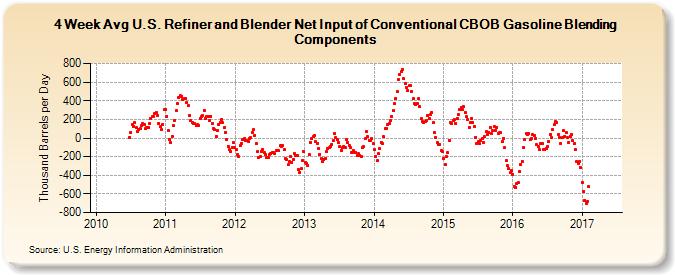 4 Week Avg U.S. Refiner and Blender Net Input of Conventional CBOB Gasoline Blending
Components
Thousand Barrels per Day
800
600
400
200
0
-200
-400
-600
-800
2010 2011 2012 2013 2014 2015 2016 2017
Source: U.S. Energy Information Administration